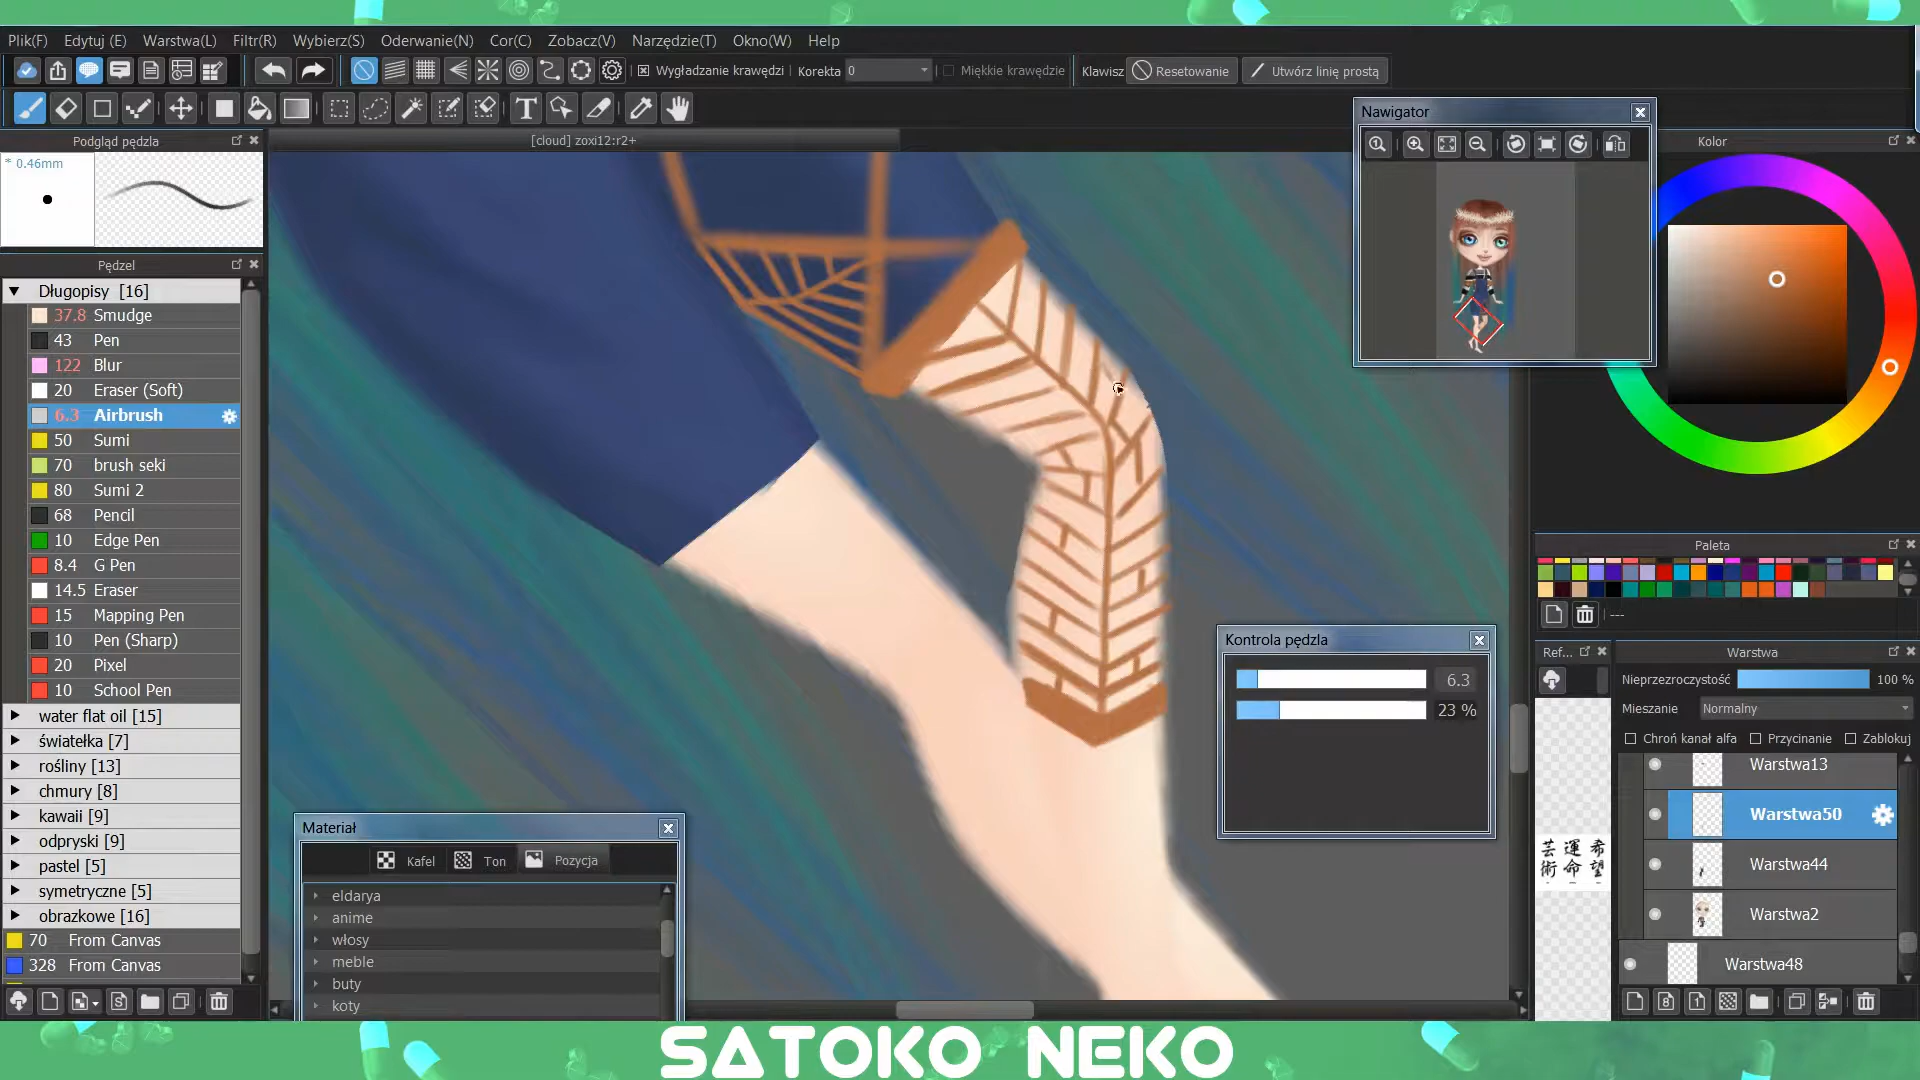 Plik(F) Edytuj (E) Warstwa(L) Filtr(R) Wybierz(S) Oderwanie(N) Cor(C) Zobacz(V) Narzędzie(T) Okno(W) Help
Wygładzanie krawędzi Korekta 0 Miękkie krawędzie Klawisz Resetowanie Utwórz linię prostą
Podgląd pędzla
[cloud] zoxi12:r2+
* 0.46mm
Pędzel
Długopisy [16]
37.8 Smudge
43 Pen
122 Blur
20 Eraser (Soft)
6.3 Airbrush
50 Sumi
70 brush seki
80 Sumi 2
68 Pencil
10 Edge Pen
8.4 G Pen
14.5 Eraser
15 Mapping Pen
10 Pen (Sharp)
20 Pixel
10 School Pen
water flat oil [15]
światełka [7]
rośliny [13]
chmury [8]
kawaii [9]
odpryski [9]
pastel [5]
symetryczne [5]
obrazkowe [16]
70 From Canvas
328 From Canvas
Materiał
Kafel Ton Pozycja
eldarya
anime
włosy
meble
buty
koty
Nawigator
Kontrola pędzla
6.3
23 %
Kolor
Paleta
---
Ref...
芸運希
術命望
Warstwa
Nieprzezroczystość 100 %
Mieszanie Normalny
Chroń kanał alfa Przycinanie Zablokuj
Warstwa13
Warstwa50
Warstwa44
Warstwa2
Warstwa48
SATOKO NEKO